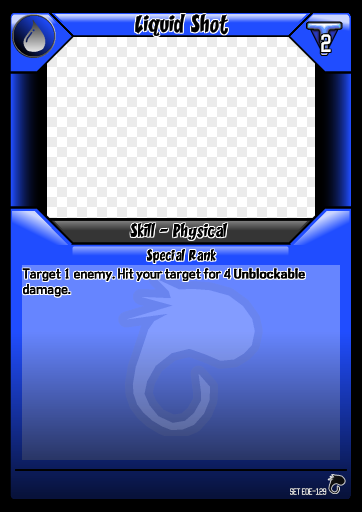 Liquid Shot
2
Skill - Physical
Special Rank
Target 1 enemy. Hit your target for 4 Unblockable
damage.
SET EOE-129